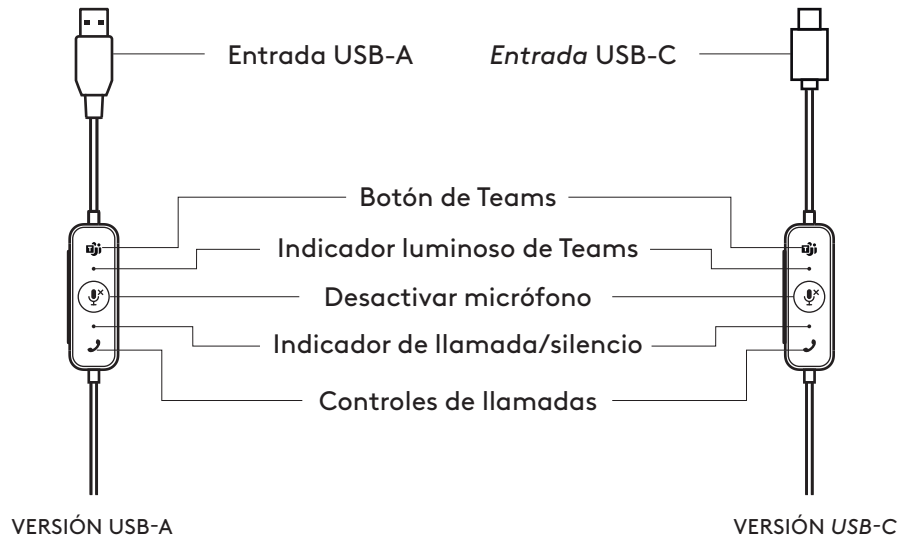 Entrada USB-A
Entrada USB-C
Botón de Teams
Indicador luminoso de Teams
Desactivar micrófono
Indicador de llamada/silencio
Controles de llamadas
VERSIÓN USB-A
VERSIÓN USB-C